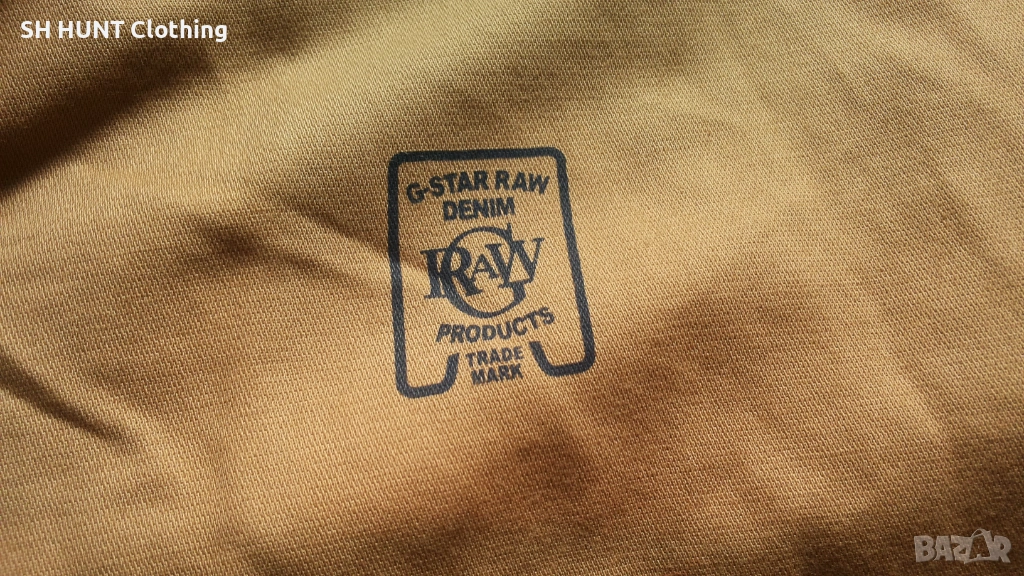 SH HUNT Clothing
G-STAR RAW
DENIM
G
RAW
PRODUCTS
TRADE
MARK
BAZAR